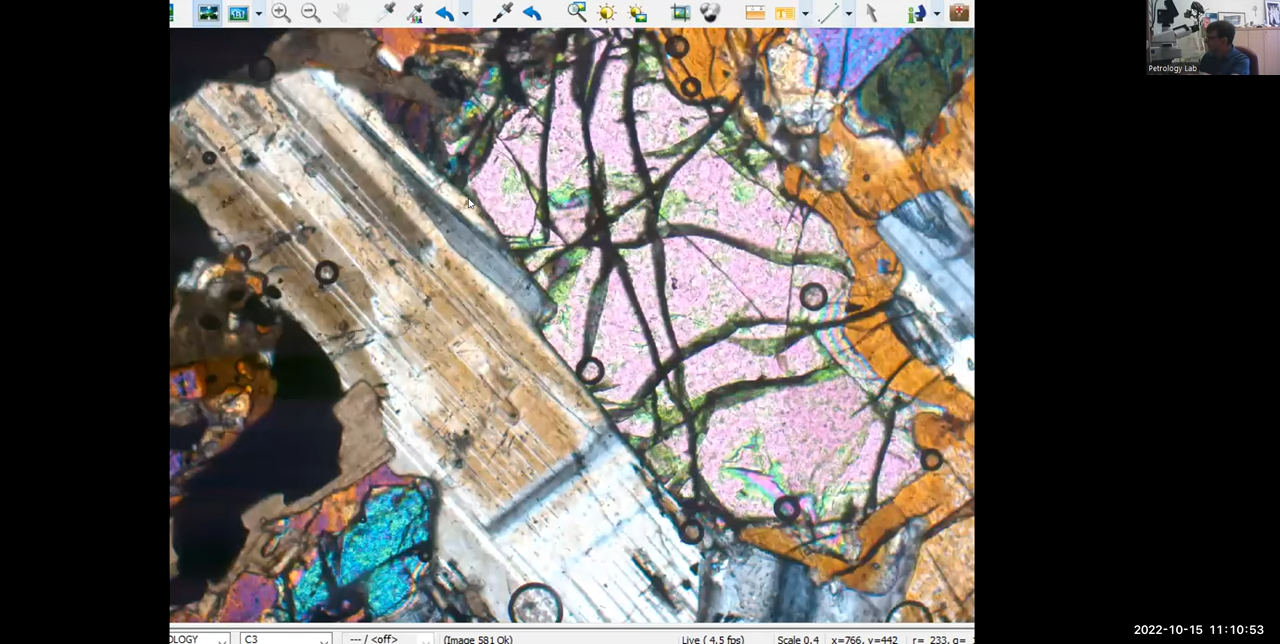 Petrology Lab
OLOGY
C3
--- / <off>
(Image 581 Ok)
Live ( 4.5 fps)
Scale 0.4
x=766, y=442
r= 233, g=
2022-10-15 11:10:53